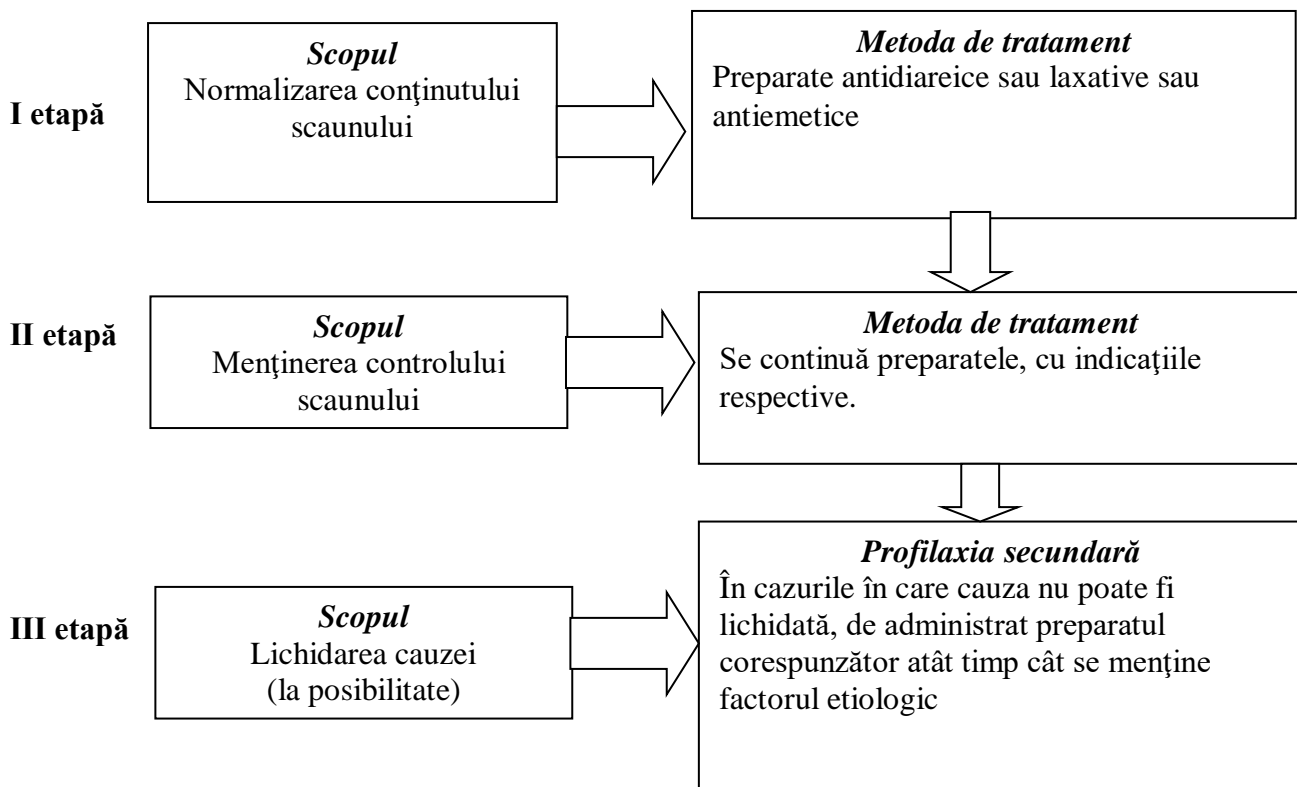 I etapă
Scopul
Normalizarea conţinutului
scaunului
Metoda de tratament
Preparate antidiareice sau laxative sau
antiemetice
II etapă
Scopul
Menţinerea controlului
scaunului
Metoda de tratament
Se continuă preparatele, cu indicaţiile
respective.
III etapă
Scopul
Lichidarea cauzei
(la posibilitate)
Profilaxia secundară
În cazurile în care cauza nu poate fi
lichidată, de administrat preparatul
corespunzător atât timp cât se menţine
factorul etiologic